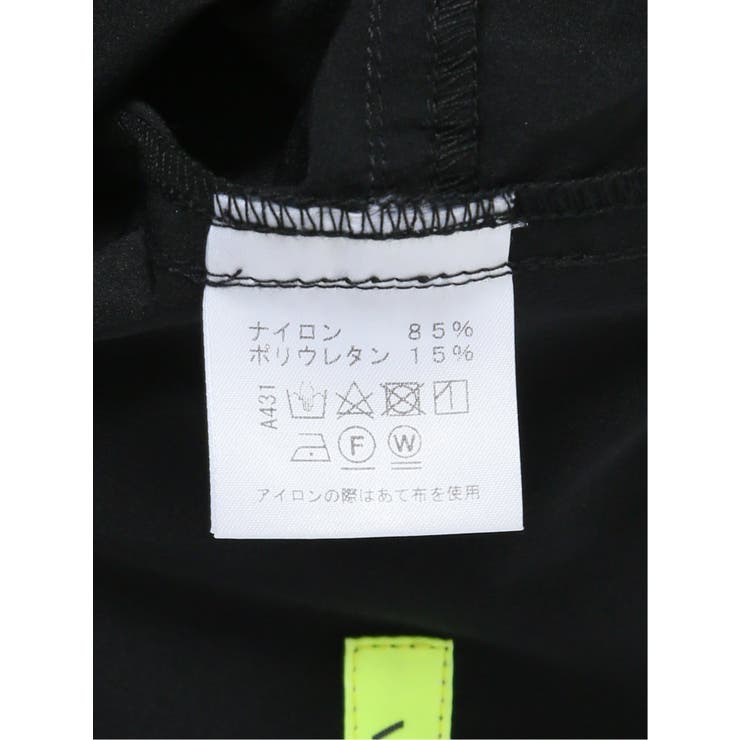 ナイロン 85%
ポリウレタン 15%
A431
F W
アイロンの際はあて布を使用